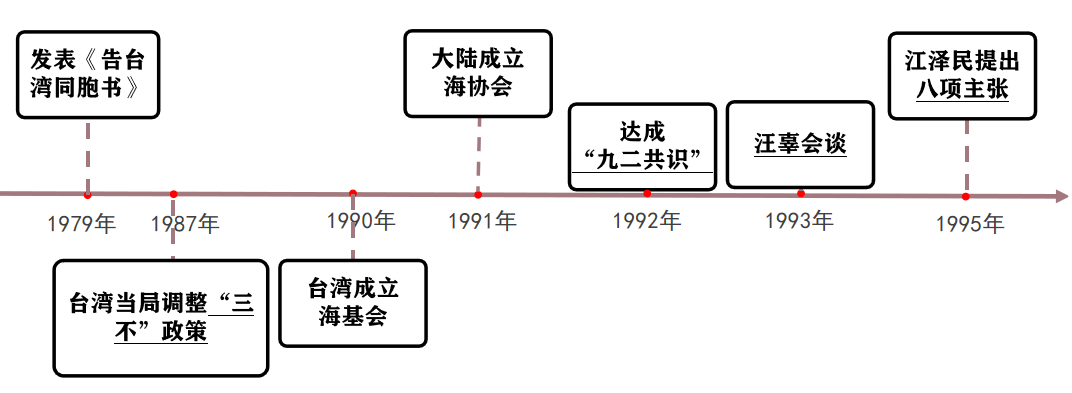 发表《告台
湾同胞书》
大陆成立
海协会
达成
“九二共识”
汪辜会谈
江泽民提出
八项主张
1979年
1987年
1990年
1991年
1992年
1993年
1995年
台湾当局调整“三
不”政策
台湾成立
海基会